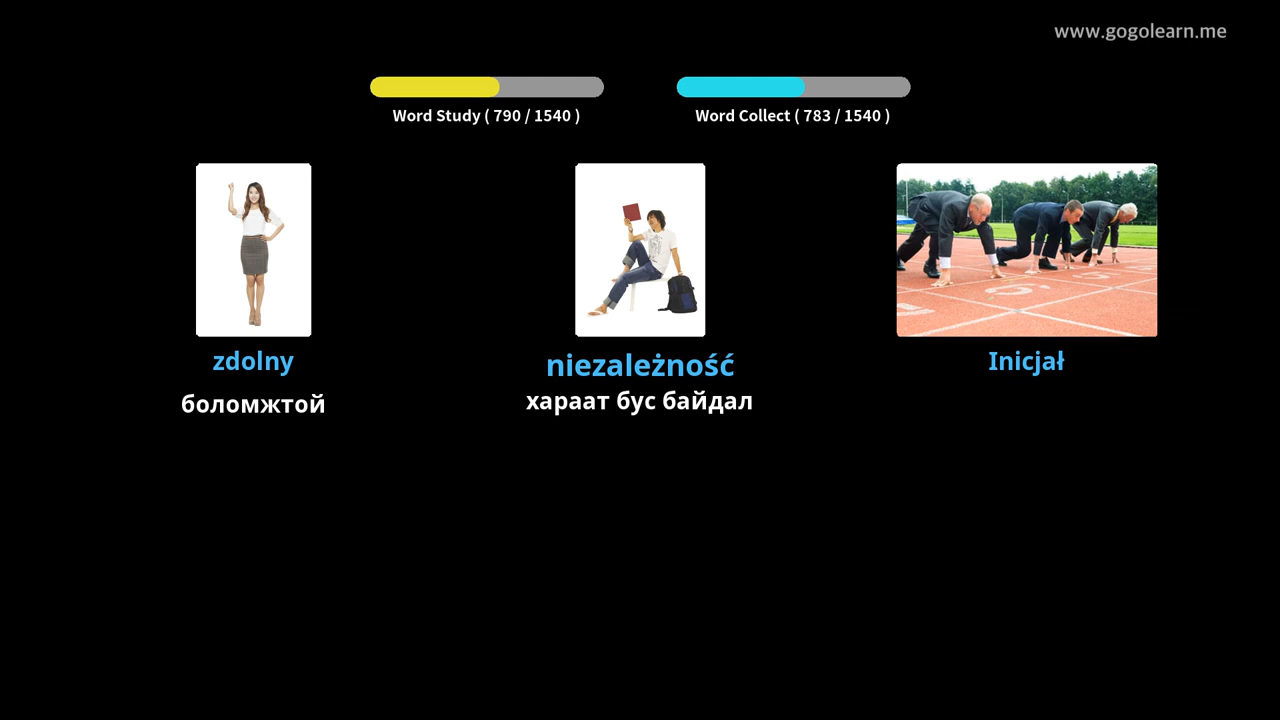 www.gogolearn.me
Word Study ( 790 / 1540 )
Word Collect ( 783 / 1540 )
zdolny
боломжтой
niezależność
хараат бус байдал
Inicjał